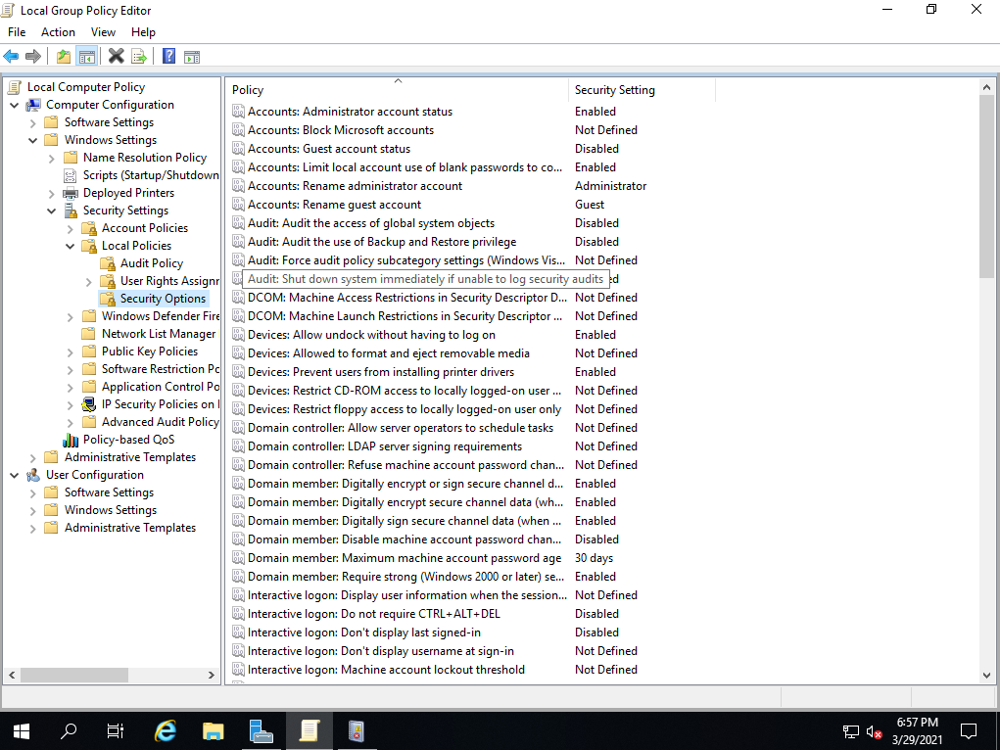 Local Group Policy Editor
File Action View Help
Local Computer Policy
Computer Configuration
Software Settings
Windows Settings
Name Resolution Policy
Scripts (Startup/Shutdown
Deployed Printers
Security Settings
Account Policies
Local Policies
Audit Policy
User Rights Assignr
Security Options
Windows Defender Fire
Network List Manager
Public Key Policies
Software Restriction Po
Application Control Po
IP Security Policies on
Advanced Audit Policy
Policy-based QoS
Administrative Templates
User Configuration
Software Settings
Windows Settings
Administrative Templates
Policy Security Setting
Accounts: Administrator account status Enabled
Accounts: Block Microsoft accounts Not Defined
Accounts: Guest account status Disabled
Accounts: Limit local account use of blank passwords to co... Enabled
Accounts: Rename administrator account Administrator
Accounts: Rename guest account Guest
Audit: Audit the access of global system objects Disabled
Audit: Audit the use of Backup and Restore privilege Disabled
Audit: Force audit policy subcategory settings (Windows Vis... Not Defined
Audit: Shut down system immediately if unable to log security audits ed
DCOM: Machine Access Restrictions in Security Descriptor D... Not Defined
DCOM: Machine Launch Restrictions in Security Descriptor ... Not Defined
Devices: Allow undock without having to log on Enabled
Devices: Allowed to format and eject removable media Not Defined
Devices: Prevent users from installing printer drivers Enabled
Devices: Restrict CD-ROM access to locally logged-on user ... Not Defined
Devices: Restrict floppy access to locally logged-on user only Not Defined
Domain controller: Allow server operators to schedule tasks Not Defined
Domain controller: LDAP server signing requirements Not Defined
Domain controller: Refuse machine account password chan... Not Defined
Domain member: Digitally encrypt or sign secure channel d... Enabled
Domain member: Digitally encrypt secure channel data (wh... Enabled
Domain member: Digitally sign secure channel data (when ... Enabled
Domain member: Disable machine account password chan... Disabled
Domain member: Maximum machine account password age 30 days
Domain member: Require strong (Windows 2000 or later) se... Enabled
Interactive logon: Display user information when the session... Not Defined
Interactive logon: Do not require CTRL+ALT+DEL Disabled
Interactive logon: Don't display last signed-in Disabled
Interactive logon: Don't display username at sign-in Not Defined
Interactive logon: Machine account lockout threshold Not Defined
6:57 PM
3/29/2021